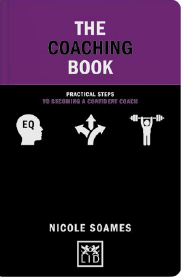 THE
COACHING
BOOK
PRACTICAL STEPS
TO BECOMING A CONFIDENT COACH
EQ
NICOLE SOAMES
LID